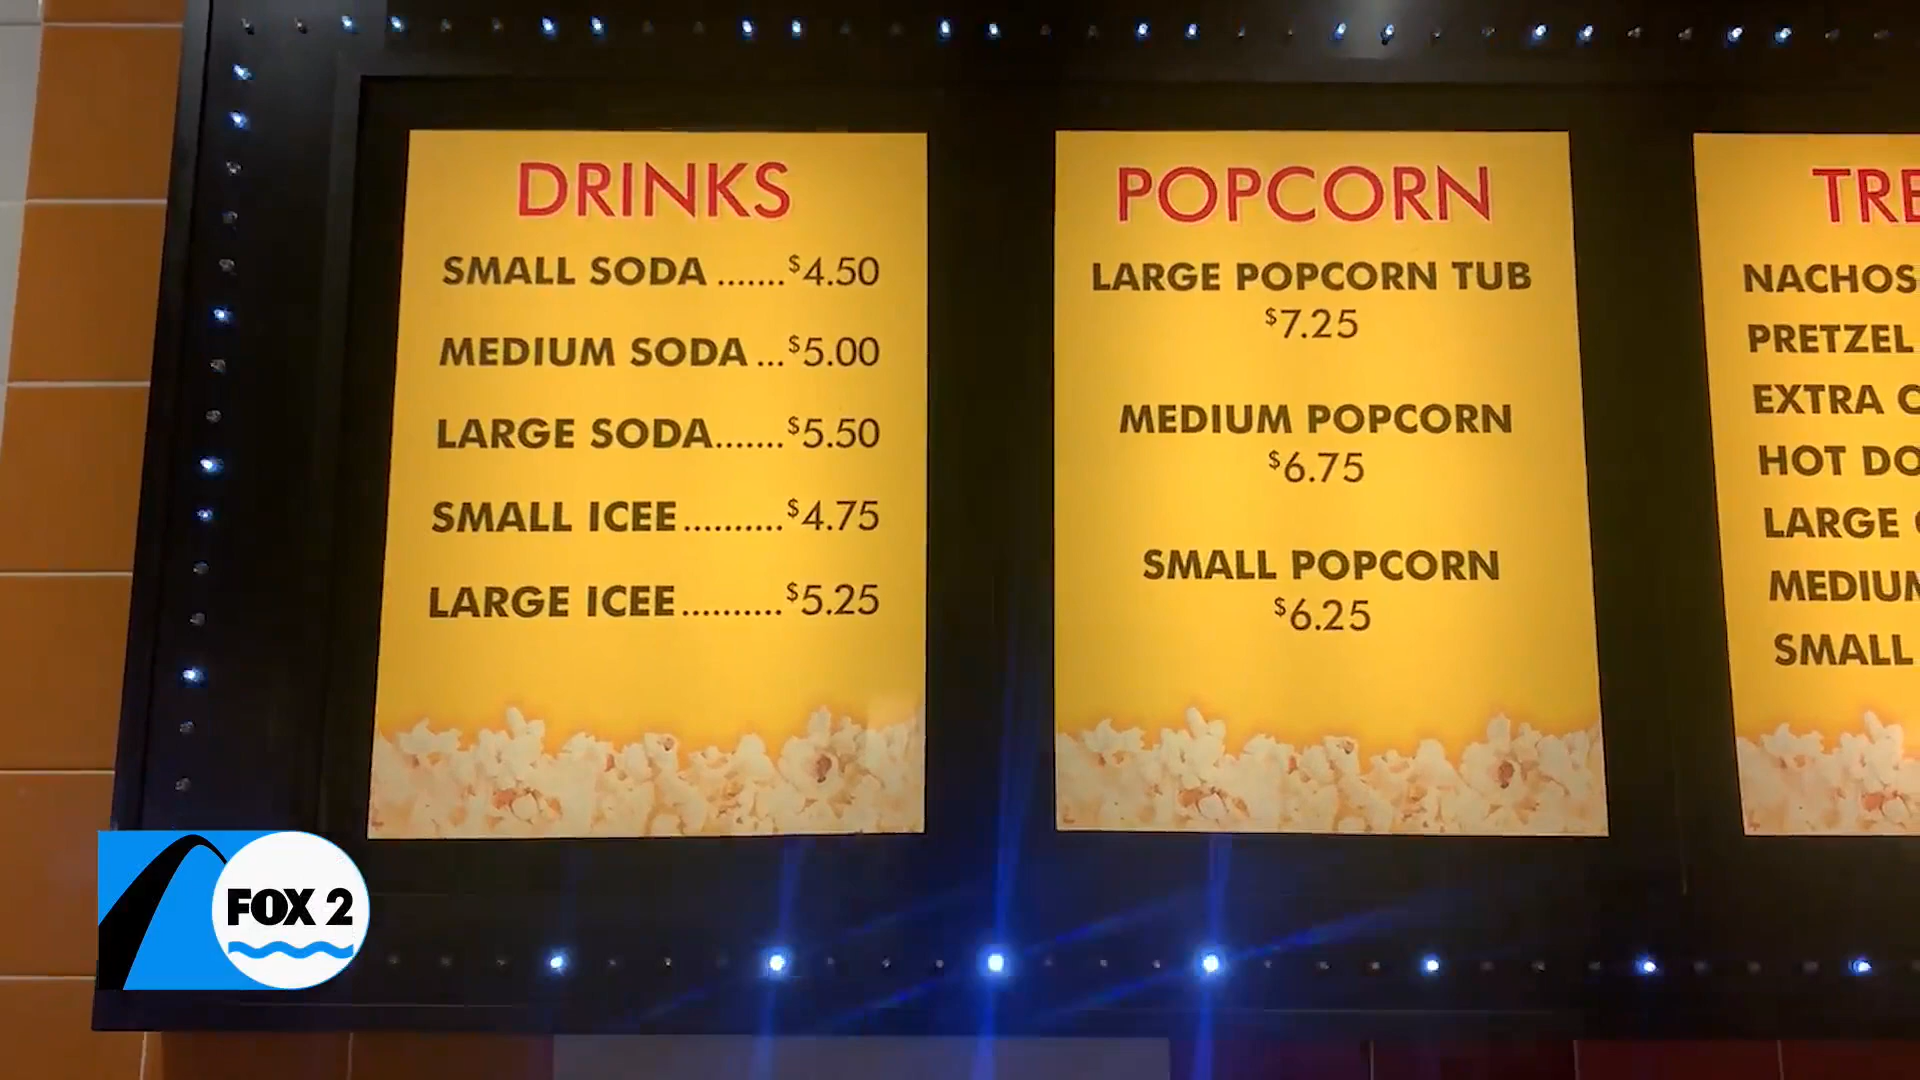 DRINKS
SMALL SODA .......$4.50
MEDIUM SODA ...$5.00
LARGE SODA.......$5.50
SMALL ICEE..........$4.75
LARGE ICEE..........$5.25
POPCORN
LARGE POPCORN TUB
$7.25
MEDIUM POPCORN
$6.75
SMALL POPCORN
$6.25
NACHOS
PRETZEL
EXTRA
HOT
LARGE
MEDIUM
SMALL
FOX 2